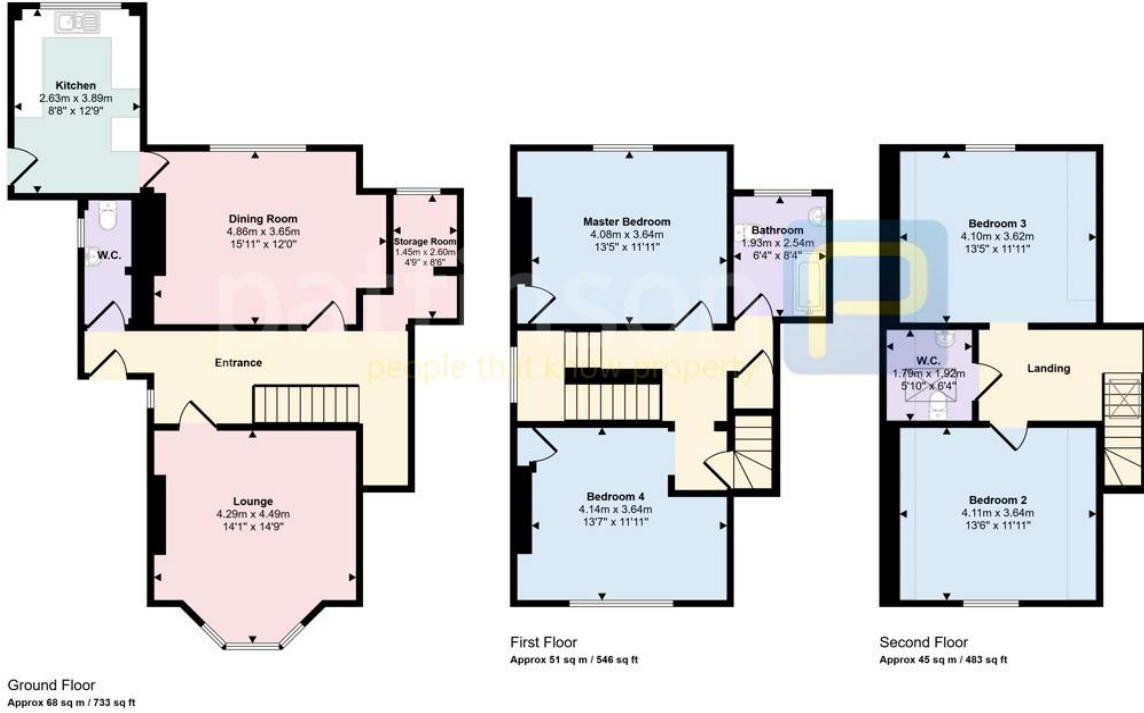 Kitchen
2.63m x 3.89m
8'8" x 12'9"
Dining Room
4.86m x 3.65m
15'11" x 12'0"
Storage Room
1.45m x 2.60m
4'9" x 8'6"
W.C.
Entrance
Lounge
4.29m x 4.49m
14'1" x 14'9"
Ground Floor
Approx 68 sq m / 733 sq ft
Master Bedroom
4.08m x 3.64m
13'5" x 11'11"
Bathroom
1.93m x 2.54m
6'4" x 8'4"
Bedroom 4
4.14m x 3.64m
13'7" x 11'11"
First Floor
Approx 51 sq m / 546 sq ft
Bedroom 3
4.10m x 3.62m
13'5" x 11'11"
W.C.
1.79m x 1.92m
5'10" x 6'4"
Landing
Bedroom 2
4.11m x 3.64m
13'6" x 11'11"
Second Floor
Approx 45 sq m / 483 sq ft
pattinson
people that know property